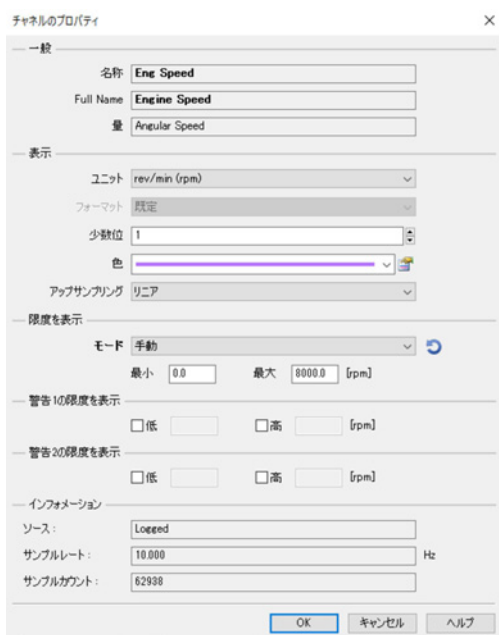 チャネルのプロパティ
一般
名称 Eng Speed
Full Name Engine Speed
量 Angular Speed
表示
ユニット rev/min (rpm)
フォーマット 既定
少数位 1
色
アップサンプリング リニア
限度を表示
モード 手動
最小 0.0 最大 8000.0 [rpm]
警告1の限度を表示
低 高 [rpm]
警告2の限度を表示
低 高 [rpm]
インフォメーション
ソース: Logged
サンプルレート: 10.000 Hz
サンプルカウント: 62938
OK キャンセル ヘルプ